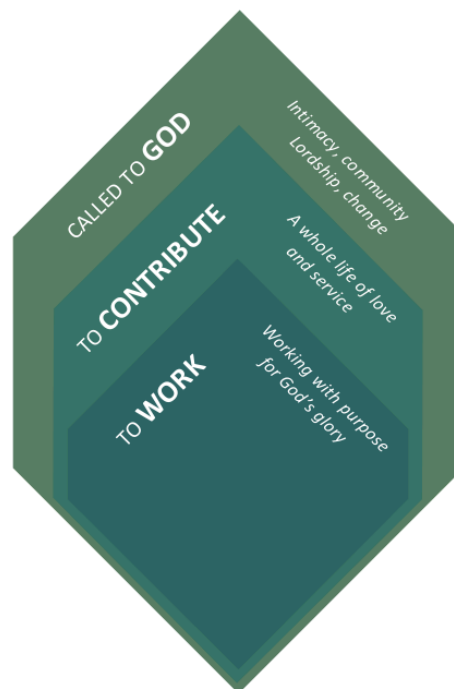 CALLED TO GOD
Intimacy, community
Lordship, change
TO CONTRIBUTE
A whole life of love
and service
TO WORK
Working with purpose
for God's glory